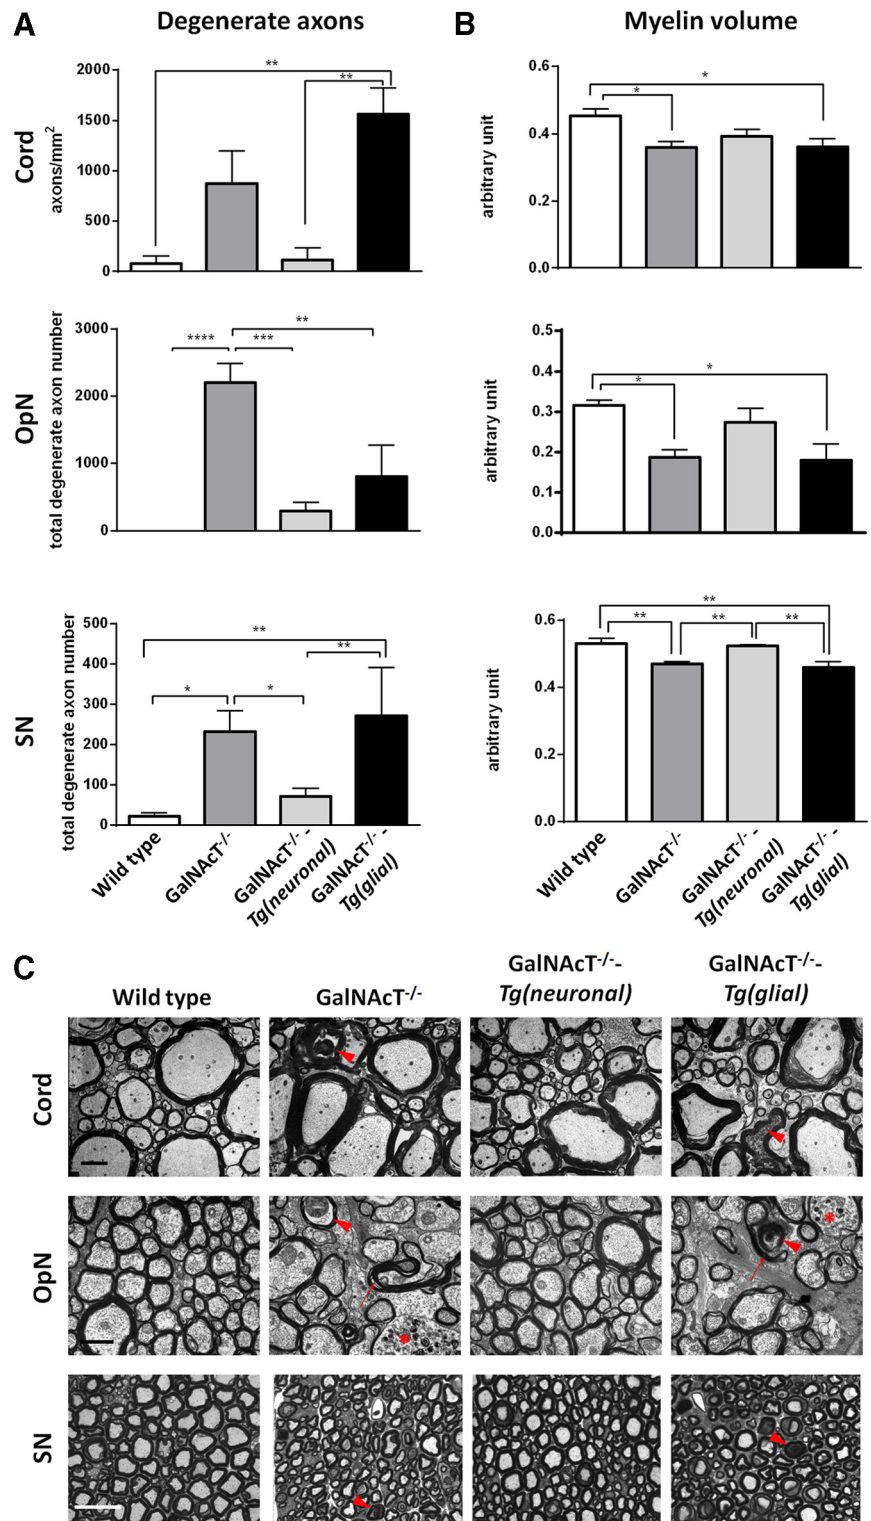 A
Degenerate axons
B
Myelin volume
Cord
axons/mm2
2000
1500
1000
500
0
**
**
arbitrary unit
0.6
0.4
0.2
0.0
*
*
OpN
total degenerate axon number
3000
2000
1000
0
****
***
**
arbitrary unit
0.5
0.4
0.3
0.2
0.1
0.0
*
*
SN
total degenerate axon number
500
400
300
200
100
0
**
**
*
*
arbitrary unit
0.6
0.4
0.2
0.0
**
**
**
**
Wild type
GalNAcT-/-
GalNAcT-/- -
Tg(neuronal)
GalNAcT-/- -
Tg(glial)
Wild type
GalNAcT-/-
GalNAcT-/- -
Tg(neuronal)
GalNAcT-/- -
Tg(glial)
C
Wild type
GalNAcT-/-
GalNAcT-/--
Tg(neuronal)
GalNAcT-/--
Tg(glial)
Cord
OpN
*
*
SN